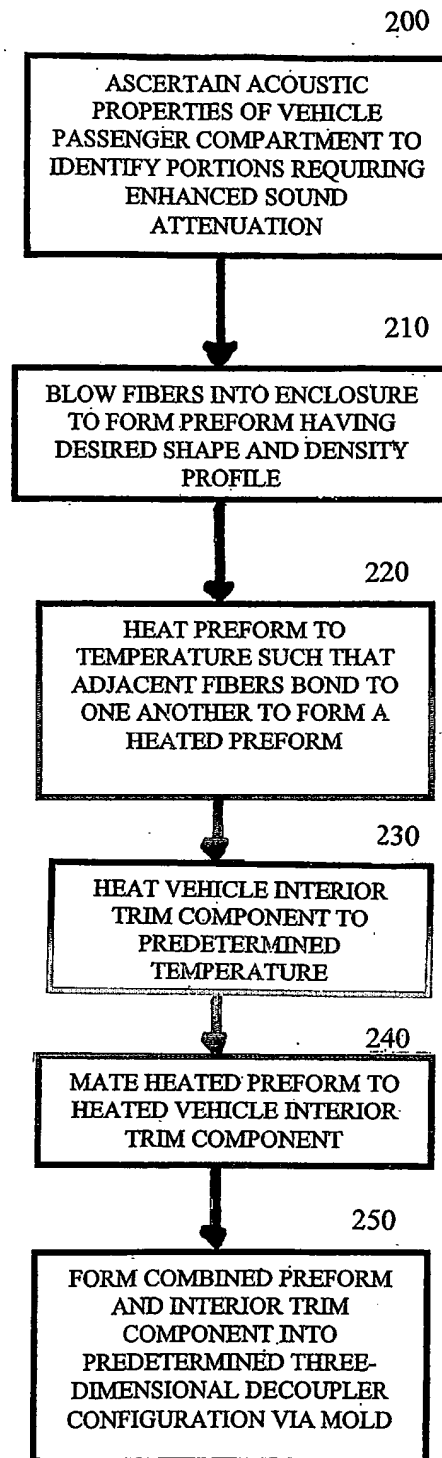 200
ASCERTAIN ACOUSTIC
PROPERTIES OF VEHICLE
PASSENGER COMPARTMENT TO
IDENTIFY PORTIONS REQUIRING
ENHANCED SOUND
ATTENUATION
210
BLOW FIBERS INTO ENCLOSURE
TO FORM PREFORM HAVING
DESIRED SHAPE AND DENSITY
PROFILE
220
HEAT PREFORM TO
TEMPERATURE SUCH THAT
ADJACENT FIBERS BOND TO
ONE ANOTHER TO FORM A
HEATED PREFORM
230
HEAT VEHICLE INTERIOR
TRIM COMPONENT TO
PREDETERMINED
TEMPERATURE
240
MATE HEATED PREFORM TO
HEATED VEHICLE INTERIOR
TRIM COMPONENT
250
FORM COMBINED PREFORM
AND INTERIOR TRIM
COMPONENT INTO
PREDETERMINED THREE-
DIMENSIONAL DECOUPLER
CONFIGURATION VIA MOLD